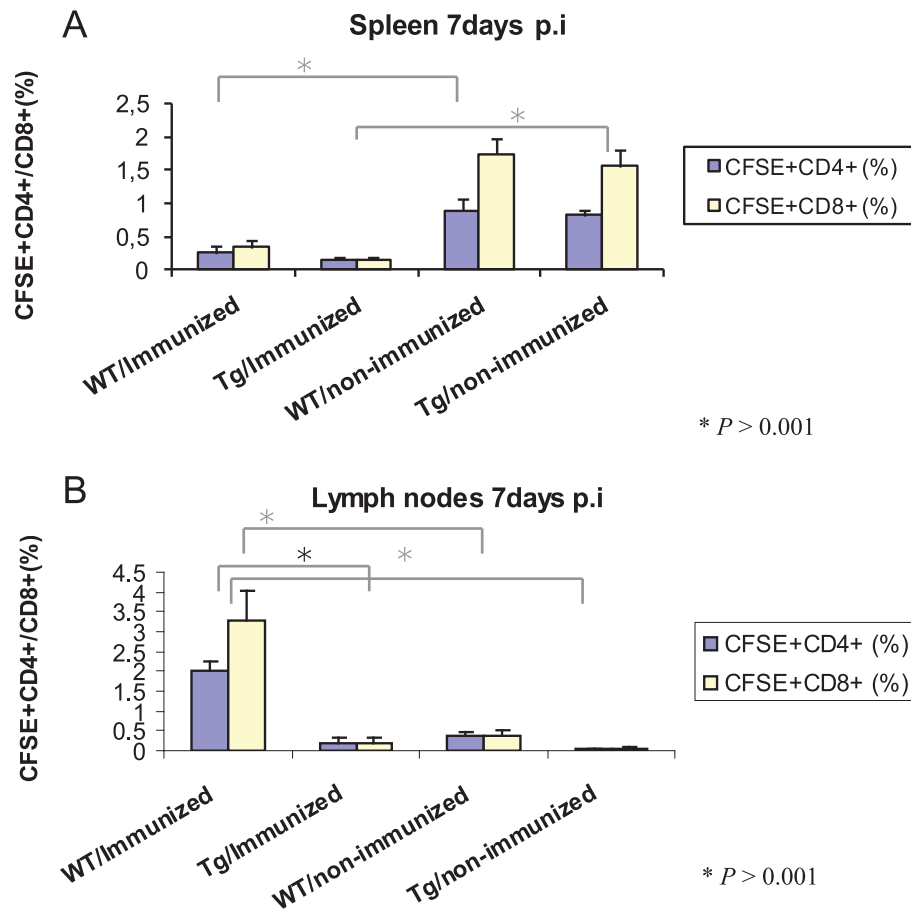 A
Spleen 7days p.i
*
*
CFSE+CD4+/CD8+(%)
2,5
2
1,5
1
0,5
0
WT/Immunized
Tg/Immunized
WT/non-immunized
Tg/non-immunized
CFSE+CD4+ (%)
CFSE+CD8+ (%)
* P > 0.001
B
Lymph nodes 7days p.i
*
*
*
CFSE+CD4+/CD8+(%)
4.5
4
3.5
3
2.5
2
1.5
1
0.5
0
WT/Immunized
Tg/Immunized
WT/non-immunized
Tg/non-immunized
CFSE+CD4+ (%)
CFSE+CD8+ (%)
* P > 0.001